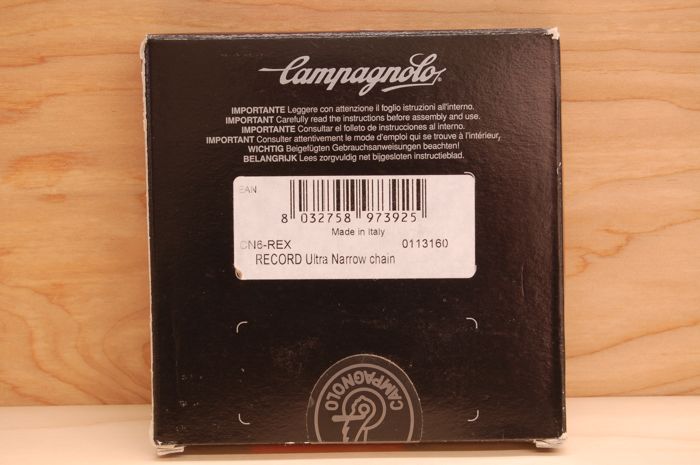 Campagnolo®
IMPORTANTE Leggere con attenzione il foglio istruzioni all'interno.
IMPORTANT Carefully read the instructions before assembly and use.
IMPORTANTE Consultar el folleto de instrucciones al interno.
IMPORTANT Consulter attentivement le mode d'emploi qui se trouve à l'intérieur,
WICHTIG Beigefügten Gebrauchsanweisungen beachten!
BELANGRIJK Lees zorgvuldig net bijgesloten instructieblad.
EAN
8 032758 973925
Made in Italy
CN6-REX 0113160
RECORD Ultra Narrow chain
CAMPAGNOLO
CAMPAGNOLO